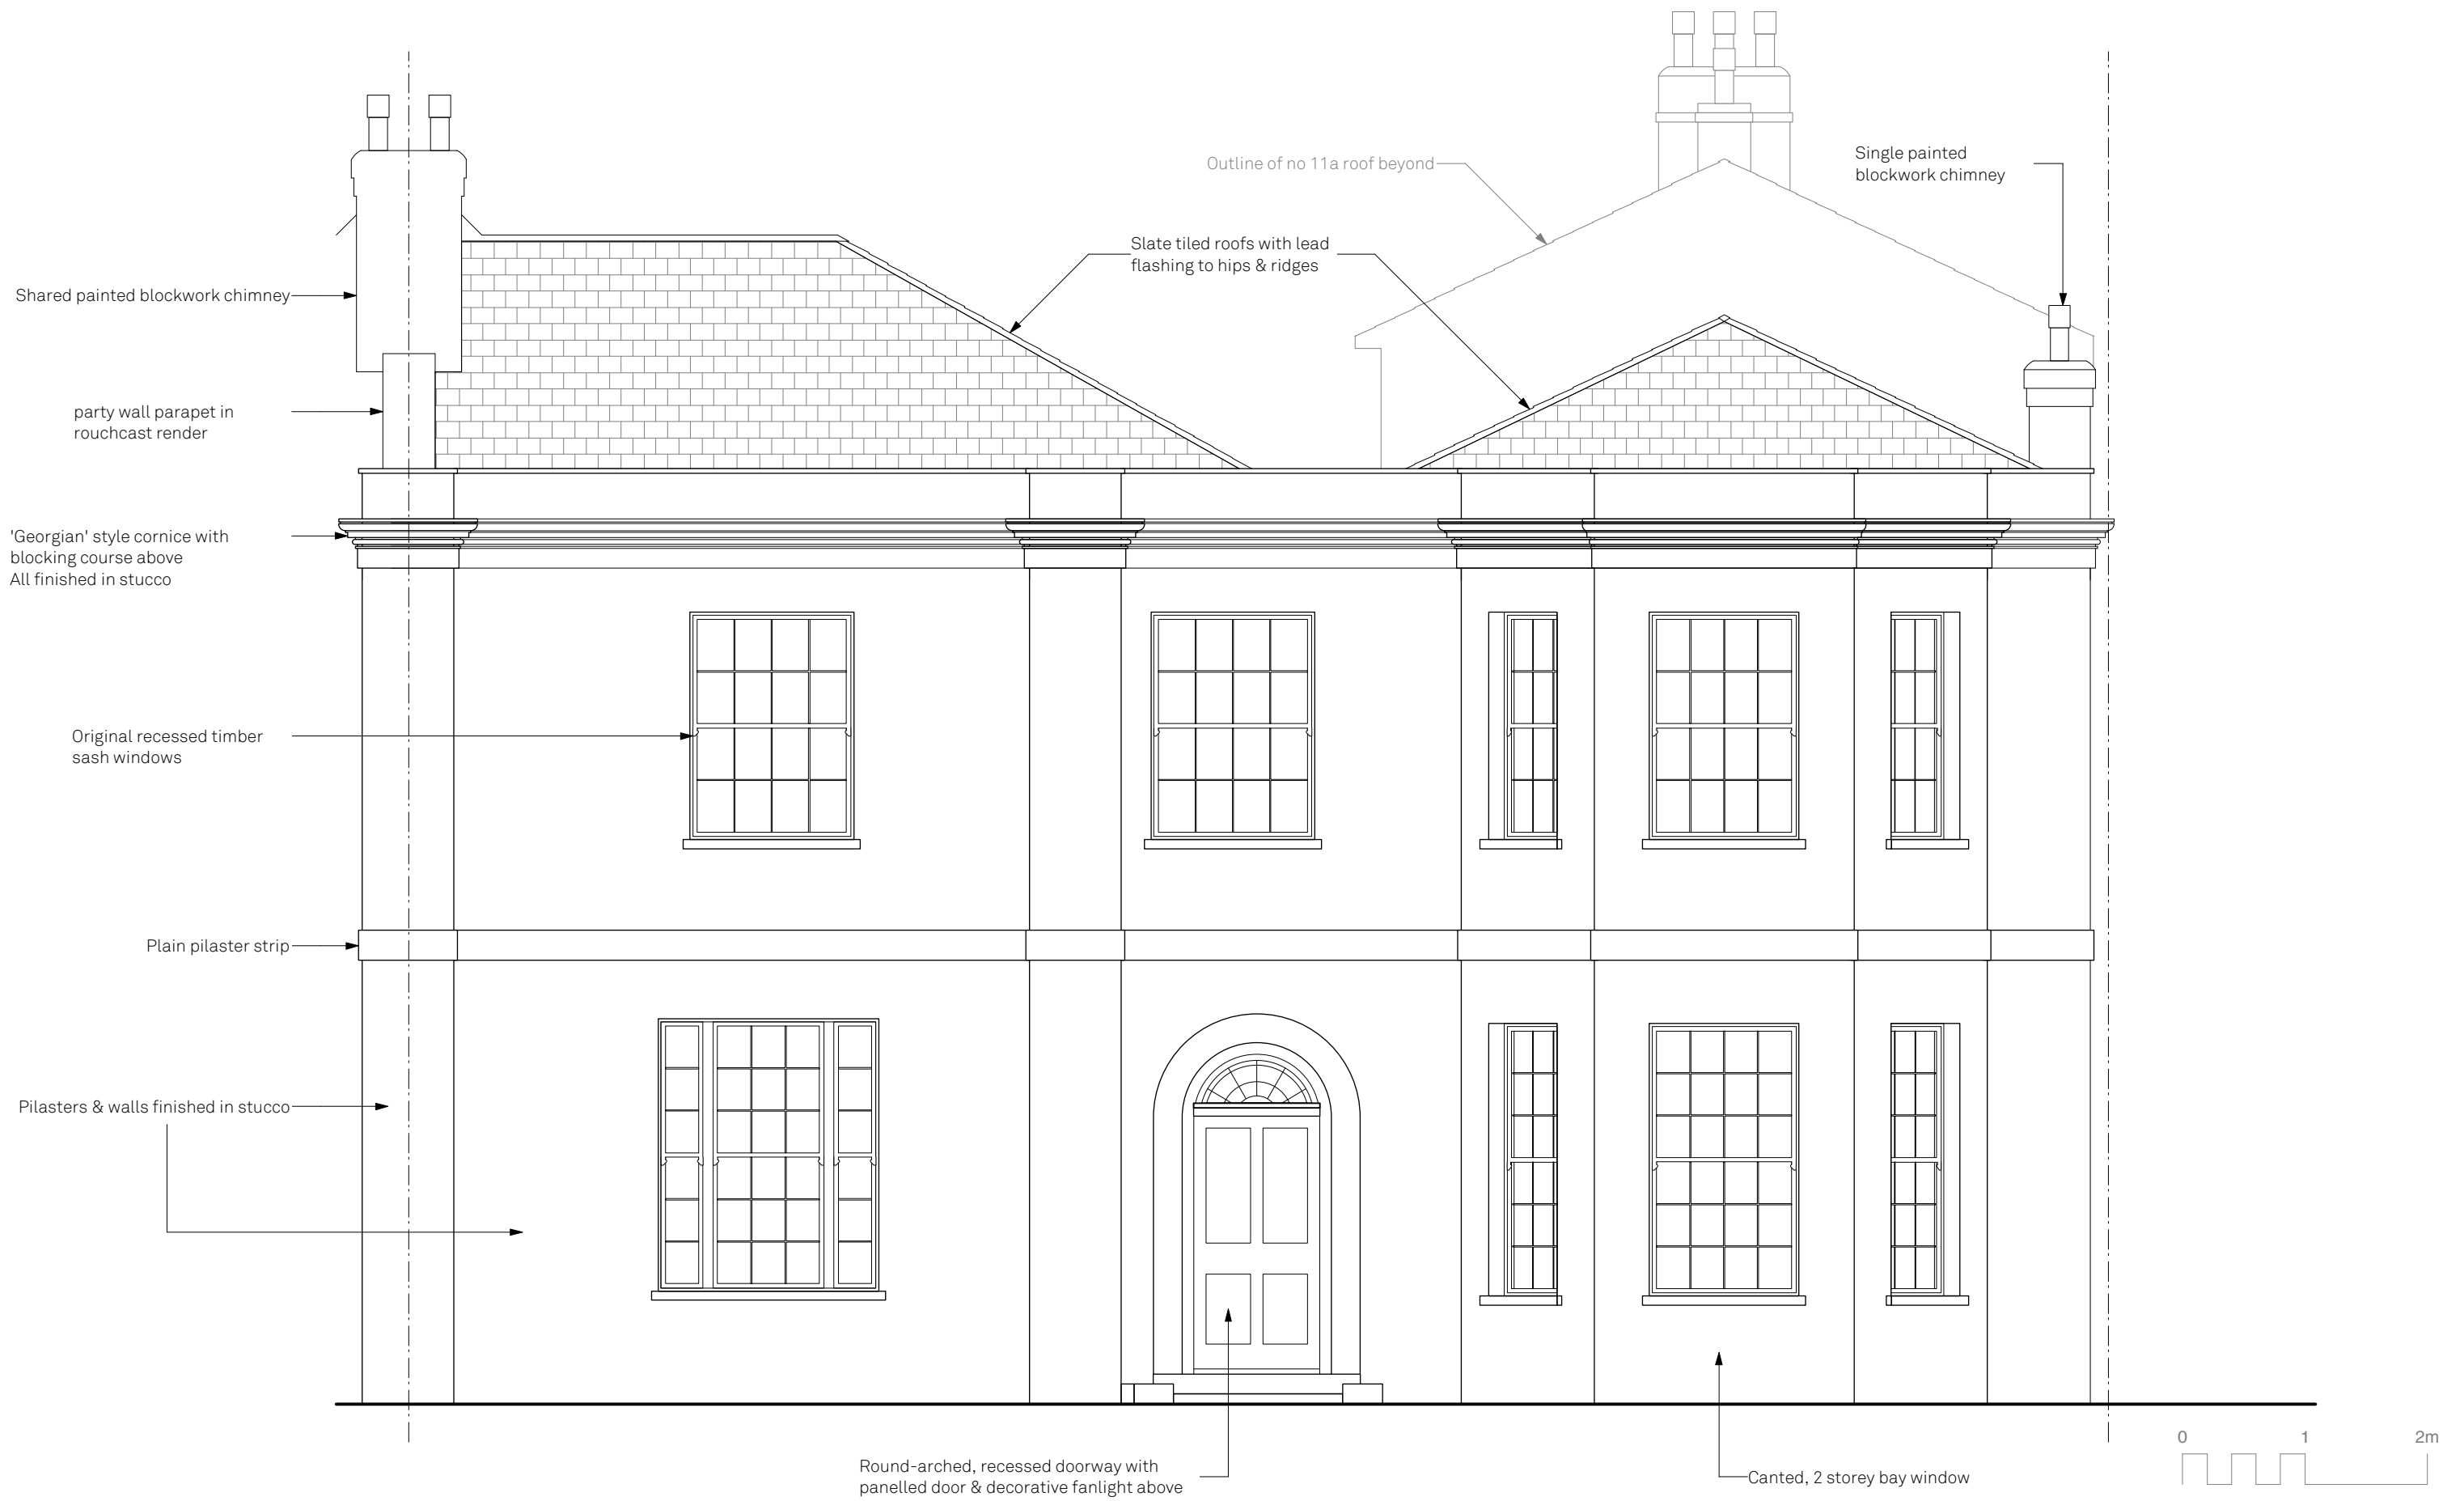 Outline of no 11a roof beyond
Single painted
blockwork chimney
Slate tiled roofs with lead
flashing to hips & ridges
Shared painted blockwork chimney
party wall parapet in
rouchcast render
'Georgian' style cornice with
blocking course above
All finished in stucco
Original recessed timber
sash windows
Plain pilaster strip
Pilasters & walls finished in stucco
Round-arched, recessed doorway with
panelled door & decorative fanlight above
Canted, 2 storey bay window
0 1 2m